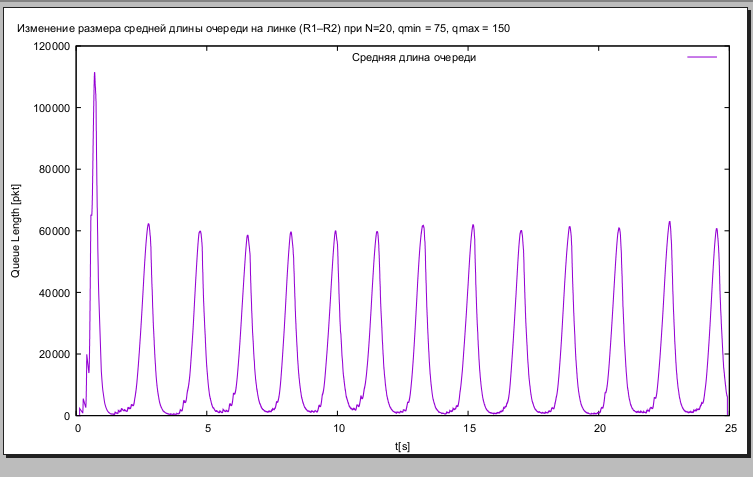 Изменение размера средней длины очереди на линке (R1–R2) при N=20, qmin = 75, qmax = 150
Средняя длина очереди
120000
100000
80000
60000
40000
20000
0
Queue Length [pkt]
0 5 10 15 20 25
t[s]